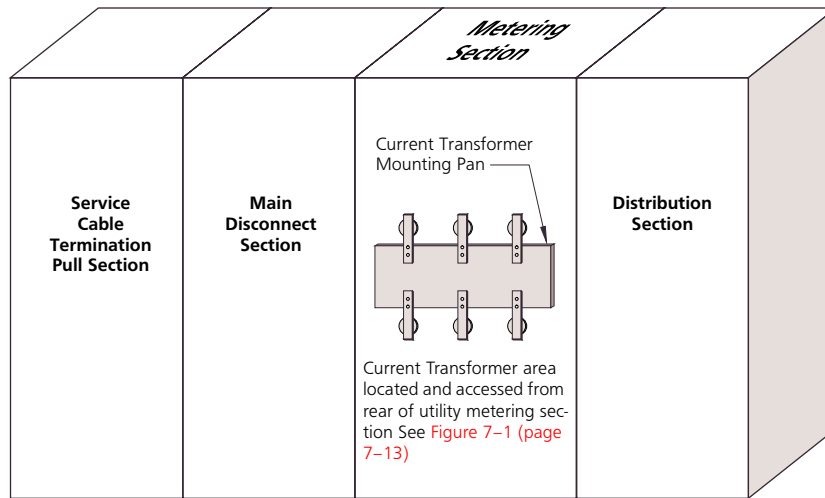 Metering
Section
Current Transformer
Mounting Pan
Service
Cable
Termination
Pull Section
Main
Disconnect
Section
Distribution
Section
Current Transformer area
located and accessed from
rear of utility metering sec-
tion See Figure 7–1 (page
7–13)